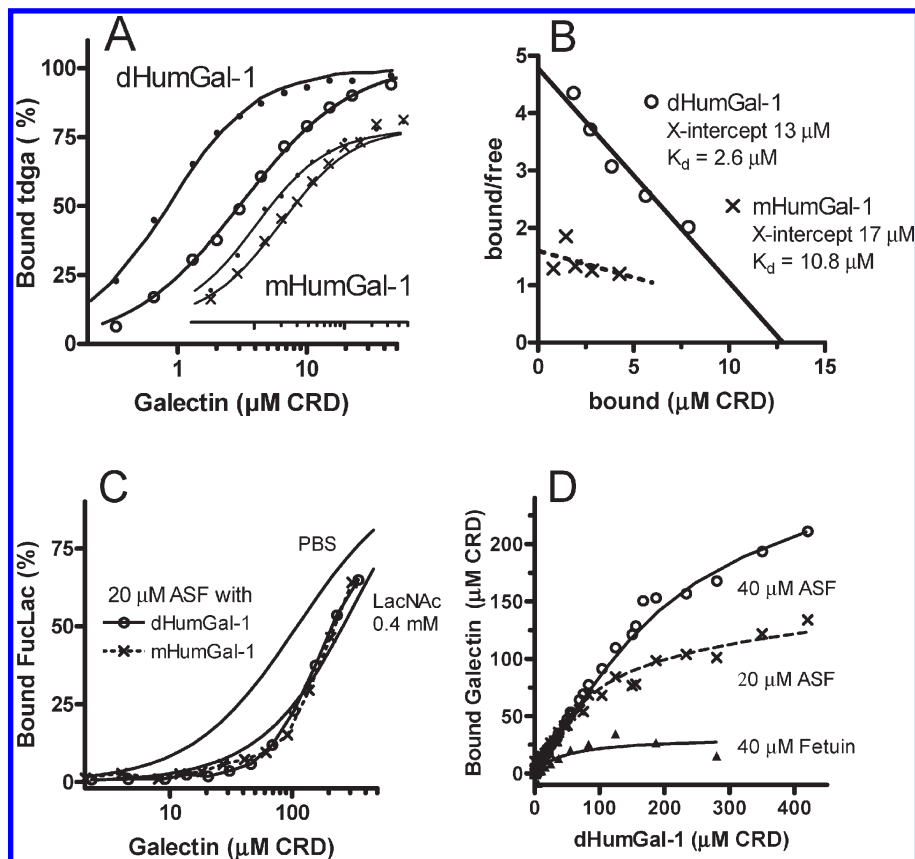 A
Bound tdga ( %)
100
75
50
25
0
dHumGal-1
mHumGal-1
1
10
Galectin (μM CRD)
B
bound/free
5
4
3
2
1
0
dHumGal-1
X-intercept 13 μM
Kd = 2.6 μM
mHumGal-1
X-intercept 17 μM
Kd = 10.8 μM
0
5
10
15
bound (μM CRD)
C
Bound FucLac (%)
75
50
25
0
PBS
20 μM ASF with
dHumGal-1
mHumGal-1
LacNAc
0.4 mM
10
100
Galectin (μM CRD)
D
Bound Galectin (μM CRD)
200
150
100
50
0
40 μM ASF
20 μM ASF
40 μM Fetuin
0
100
200
300
400
dHumGal-1 (μM CRD)